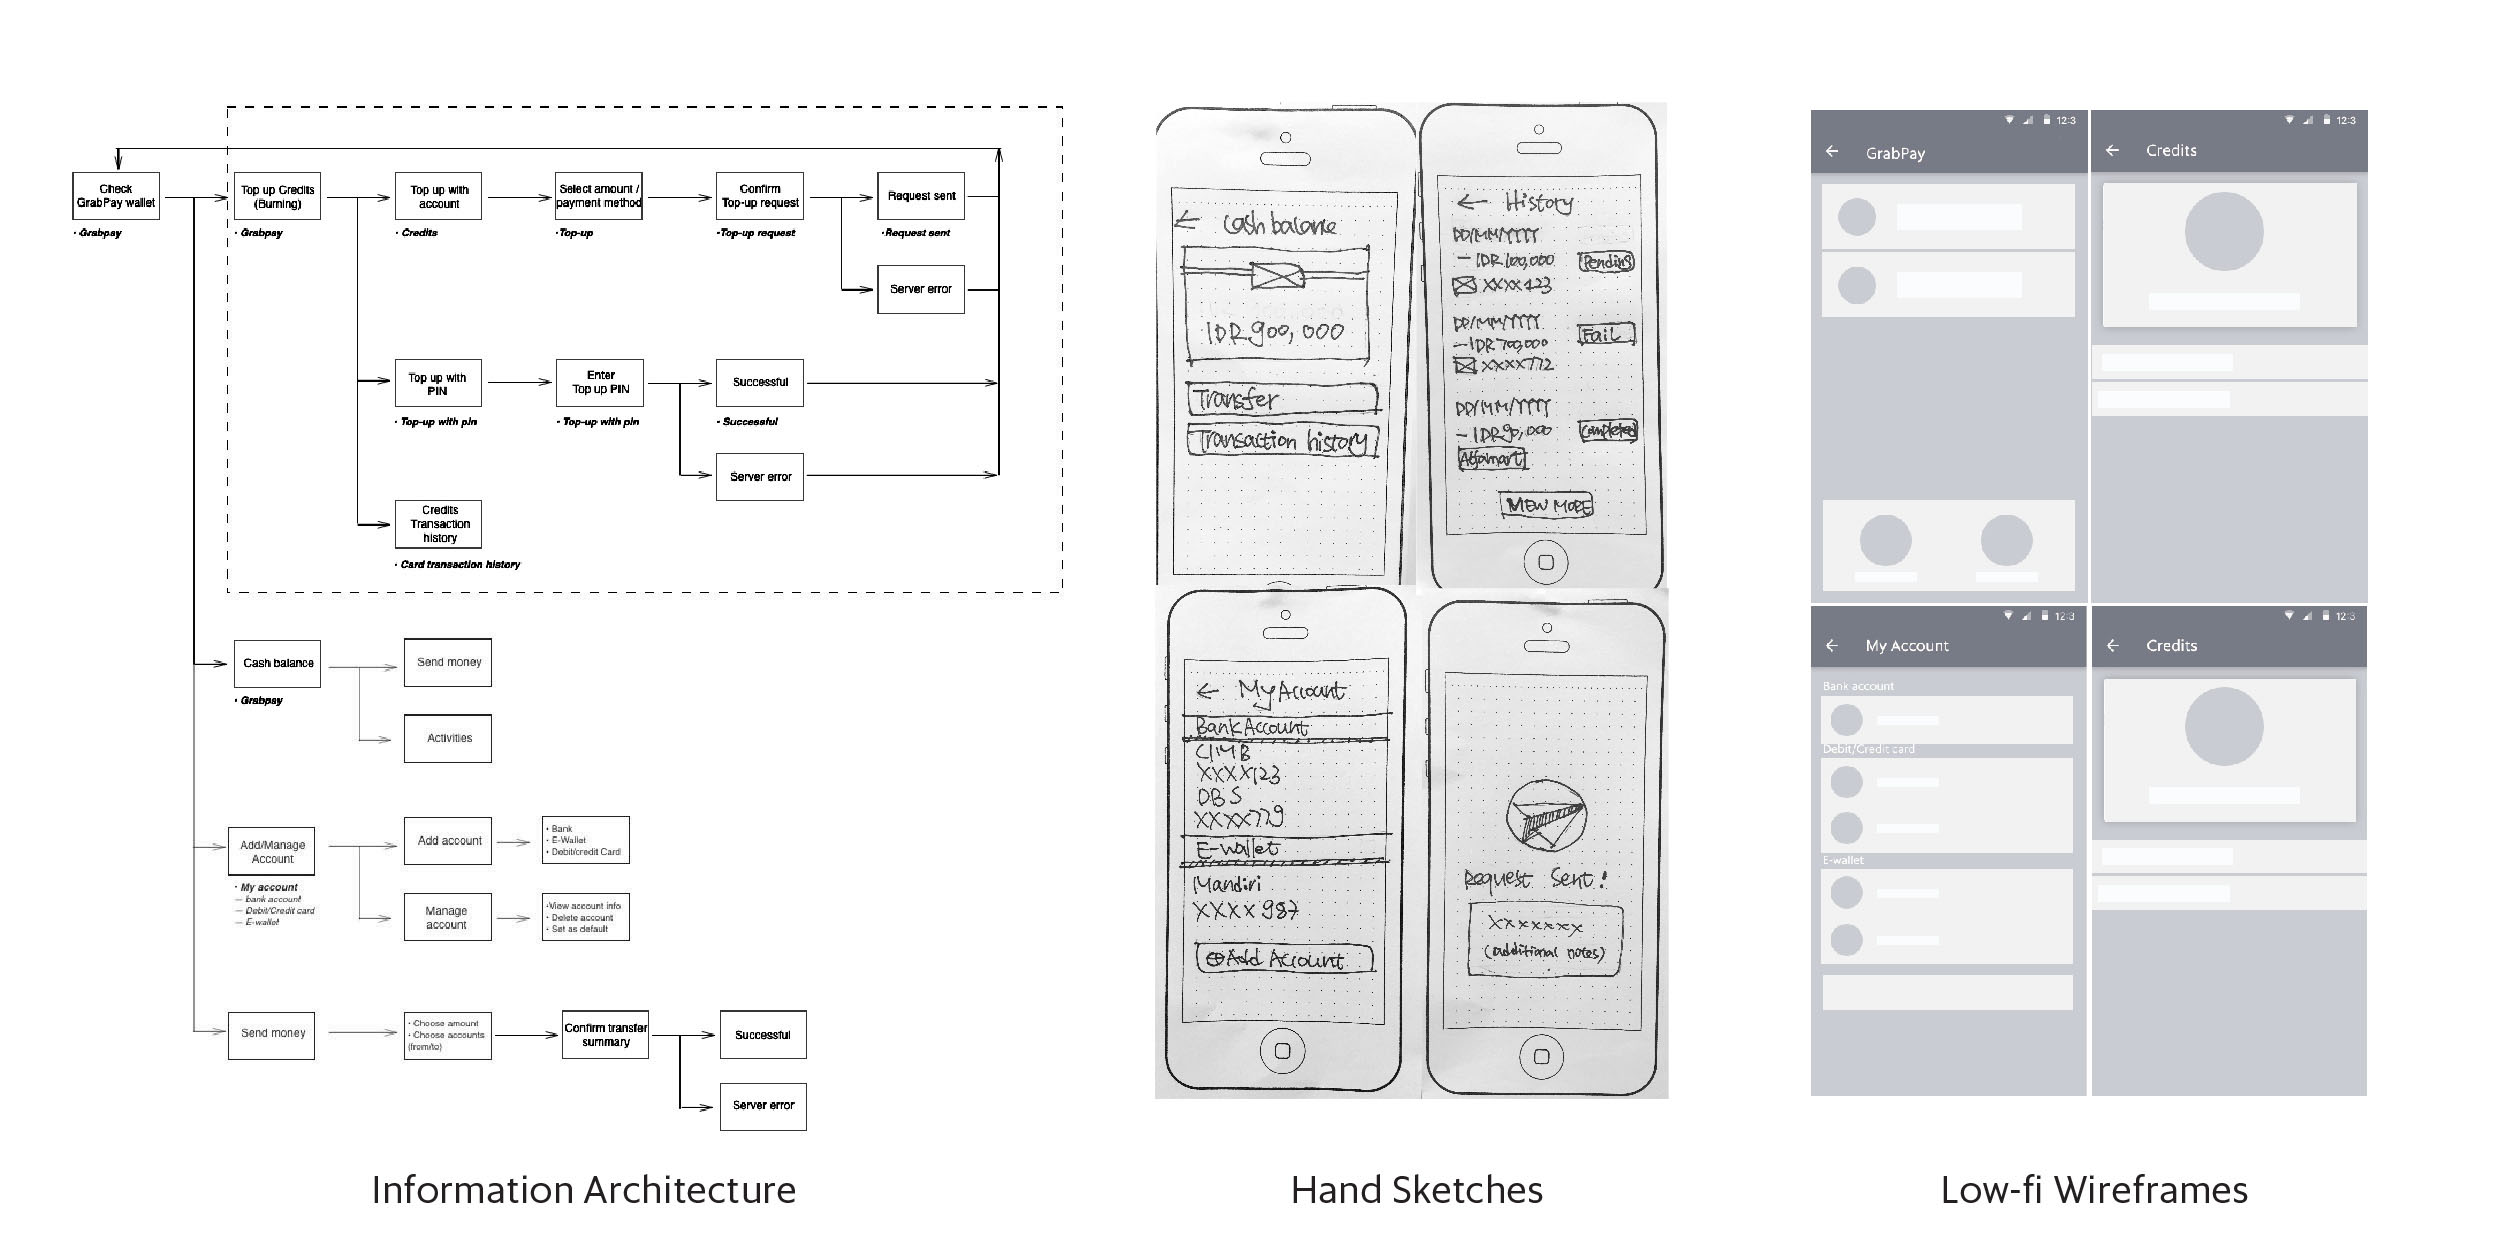 Check
GrabPay wallet
• Grabpay
Top up Credits
(Burning)
• Grabpay
Top up with
account
• Credits
Select amount /
payment method
• Top-up
Confirm
Top-up request
•Top-up request
Request sent
•Request sent
Server error
Top up with
PIN
• Top-up with pin
Enter
Top up PIN
• Top-up with pin
Successful
• Successful
Server error
Credits
Transaction
history
• Card transaction history
Cash balance
• Grabpay
Send money
Activities
Add/Manage
Account
• My account
— bank account
— Debit/Credit card
— E-wallet
Add account
• Bank
• E-Wallet
• Debit/credit Card
Manage
account
•View account info
• Delete account
• Set as default
Send money
• Choose amount
• Choose accounts
(from/to)
Confirm transfer
summary
Successful
Server error
Information Architecture
← Cash balance
IDR 900,000
Transfer
Transaction history
← History
DD/MM/YYYY
- IDR 100,000
Pending
XXXX123
DD/MM/YYYY
- IDR 700,000
Fail
XXXX772
DD/MM/YYYY
- IDR 90,000
Completed
Alfamart
VIEW MORE
← My Account
Bank Account
CIMB
XXXX123
DBS
XXXX779
E-wallet
Mandiri
XXXX 987
⊕ Add Account
Request Sent!
XXXXXXX
(additional notes)
Hand Sketches
12:3
← GrabPay
12:3
← Credits
12:3
← My Account
Bank account
Debit/Credit card
E-wallet
12:3
← Credits
Low-fi Wireframes